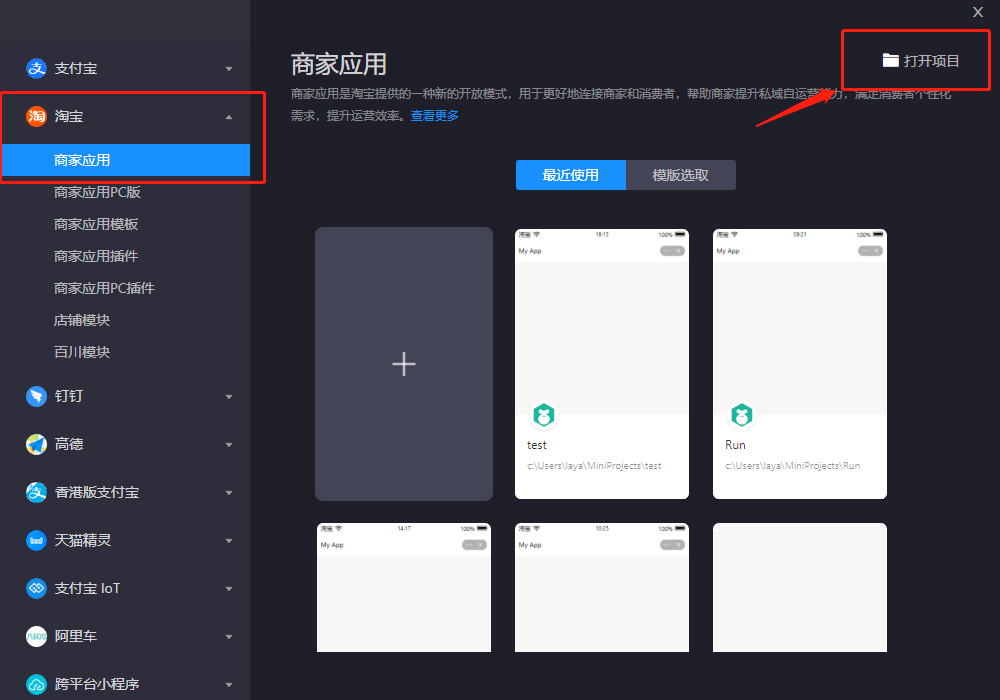 X
支付宝
淘宝
商家应用
商家应用PC版
商家应用模板
商家应用插件
商家应用PC插件
店铺模块
百川模块
钉钉
高德
香港版支付宝
天猫精灵
支付宝 IoT
阿里车
跨平台小程序
商家应用
打开项目
商家应用是淘宝提供的一种新的开放模式，用于更好地连接商家和消费者，帮助商家提升私域自运营能力，满足消费者个性化
需求，提升运营效率。查看更多
最近使用 模版选取
淘宝 18:13 100%
My App
test
c:\Users\laya\MiniProjects\test
淘宝 09:21 100%
My App
Run
c:\Users\laya\MiniProjects\Run
淘宝 14:17 100%
My App
淘宝 10:25 100%
My App